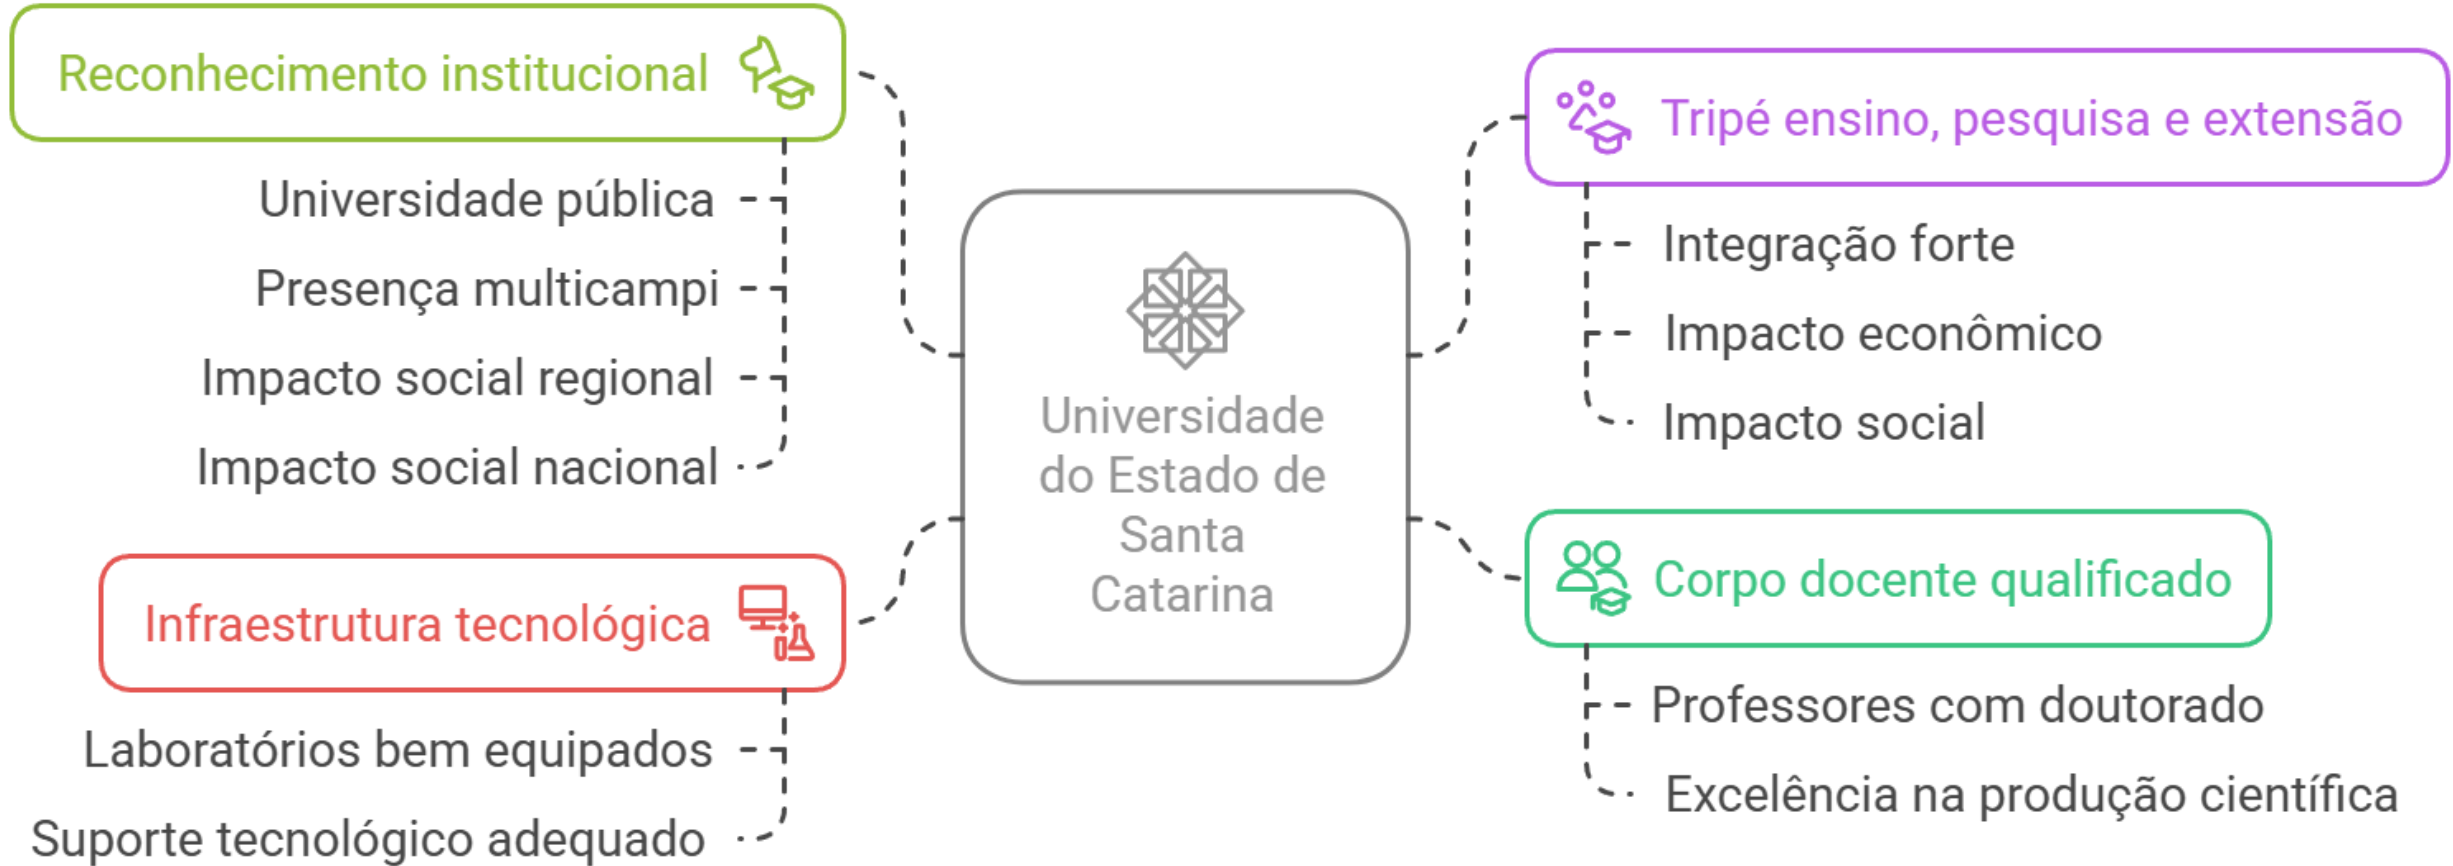 Reconhecimento institucional
Universidade pública
Presença multicampi
Impacto social regional
Impacto social nacional
Infraestrutura tecnológica
Laboratórios bem equipados
Suporte tecnológico adequado
Universidade
do Estado de
Santa
Catarina
Tripé ensino, pesquisa e extensão
Integração forte
Impacto econômico
Impacto social
Corpo docente qualificado
Professores com doutorado
Excelência na produção científica